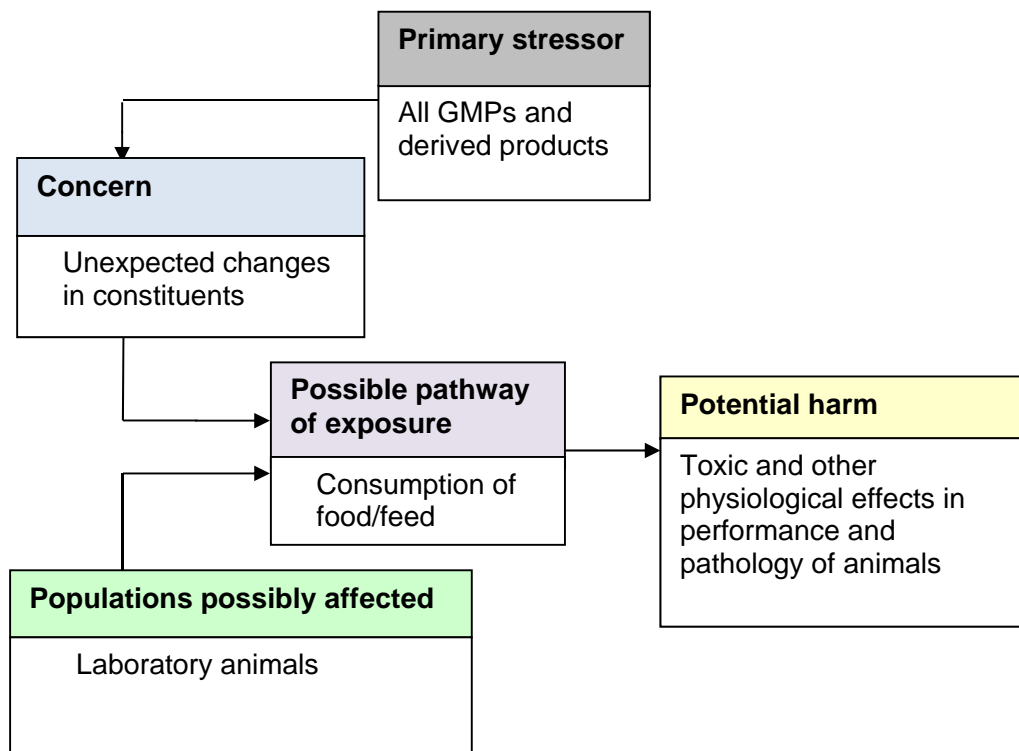 Primary stressor
All GMPs and
derived products
Concern
Unexpected changes
in constituents
Possible pathway
of exposure
Consumption of
food/feed
Potential harm
Toxic and other
physiological effects in
performance and
pathology of animals
Populations possibly affected
Laboratory animals